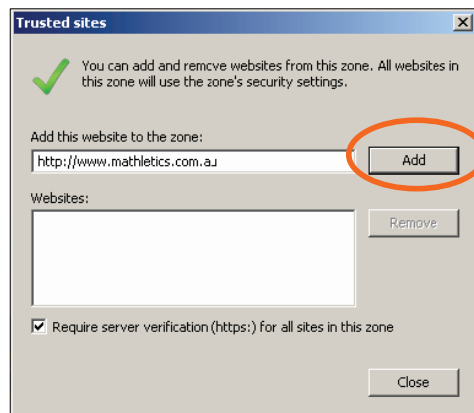 Trusted sites
You can add and remcve websites from this zone. All websites in
this zone will use the zone's security settings.
Add this website to the zone:
http://www.mathletics.com.au
Add
Websites:
Remove
Require server verification (https:) for all sites in this zone
Close